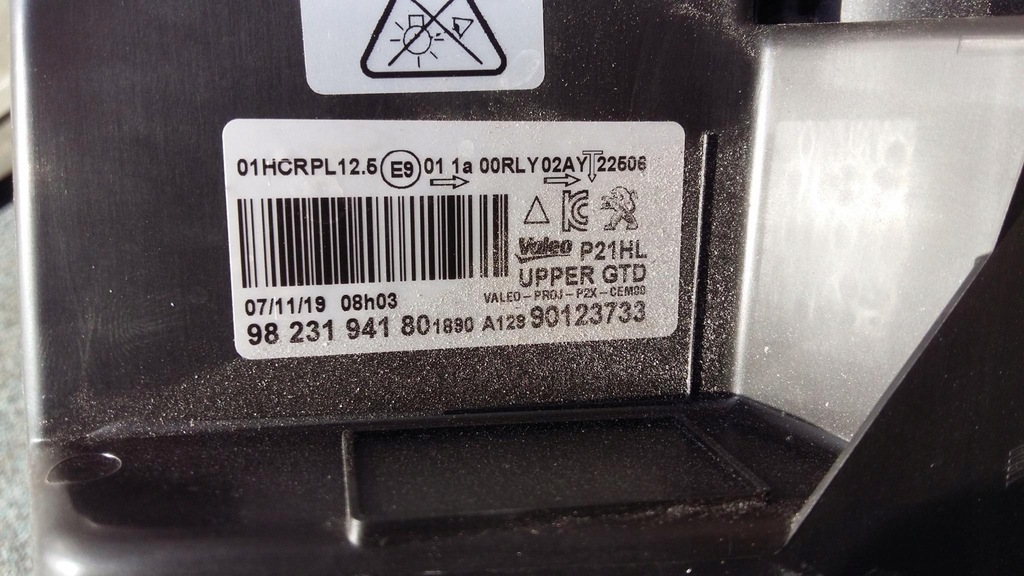 01HCRPL12.5 E9 01 1a 00RLY 02AY 22506
Valeo P21HL
UPPER GTD
VALEO-PROJ-P2X-CEM00
07/11/19 08h03
98 231 941 80 1890 A129 90123733